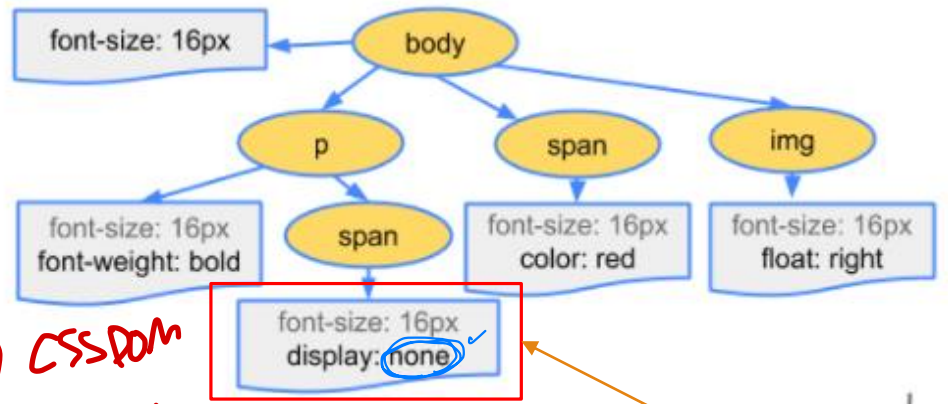 font-size: 16px
body
p
span
img
font-size: 16px
font-weight: bold
span
font-size: 16px
color: red
font-size: 16px
float: right
font-size: 16px
display: none
CSSDOM